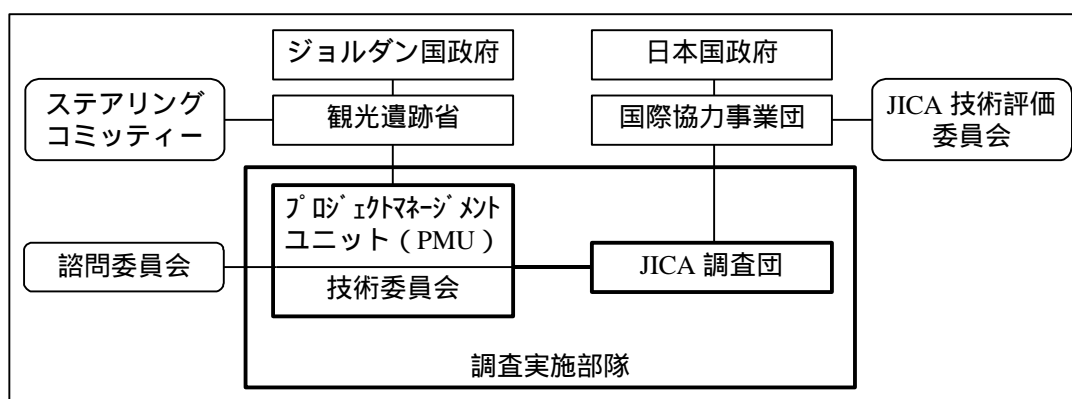 ジョルダン国政府
日本国政府
ステアリング
コミッティー
観光遺跡省
国際協力事業団
JICA 技術評価
委員会
ﾌﾟﾛｼﾞｪｸﾄﾏﾈｰｼﾞﾒﾝﾄ
ユニット（PMU）
諮問委員会
技術委員会
JICA 調査団
調査実施部隊